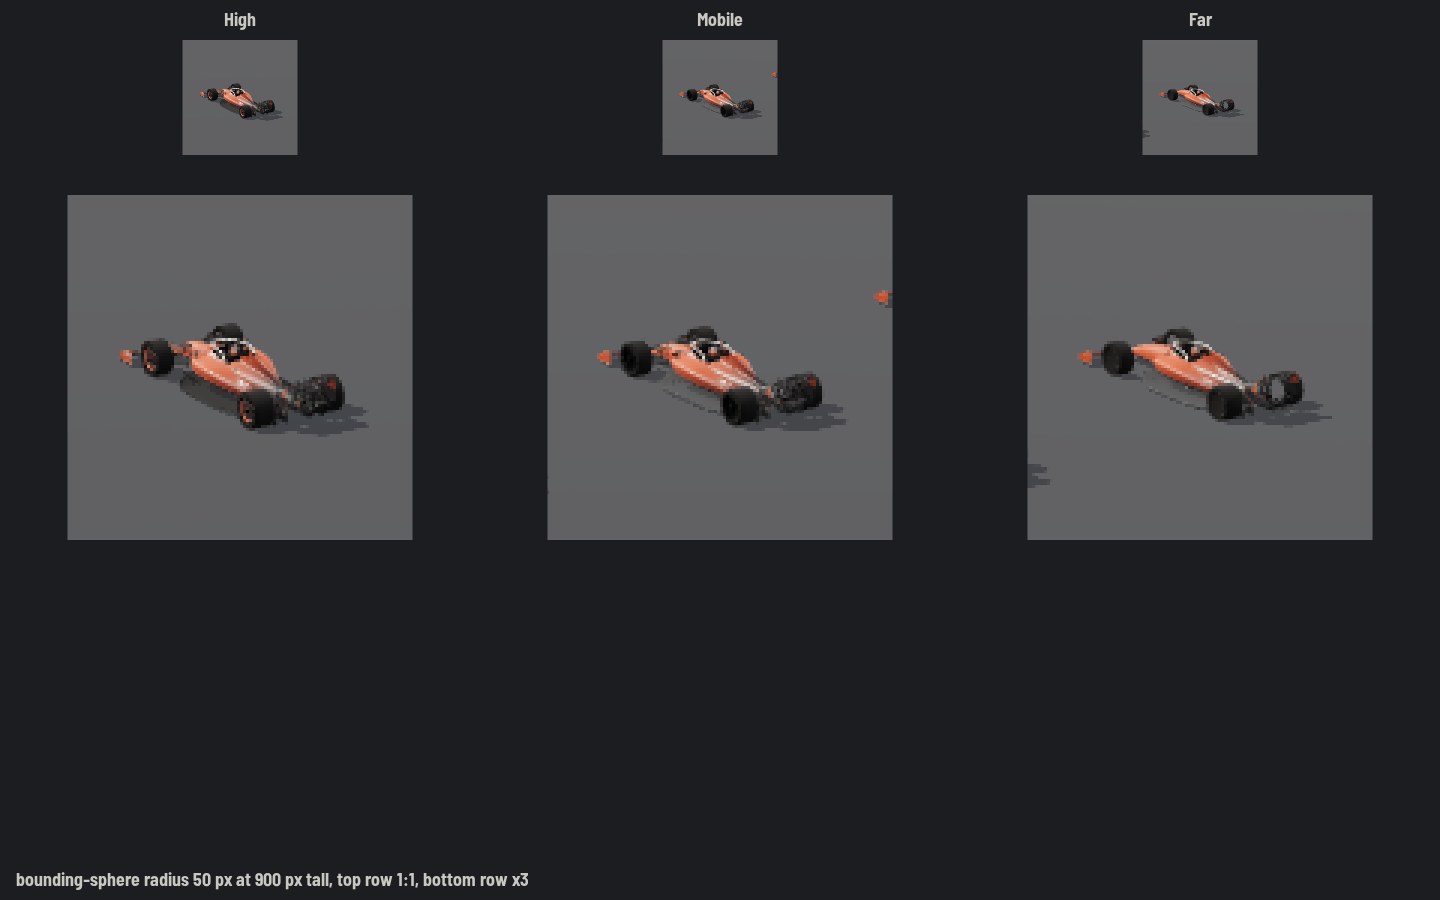 High
Mobile
Far
bounding-sphere radius 50 px at 900 px tall, top row 1:1, bottom row x3